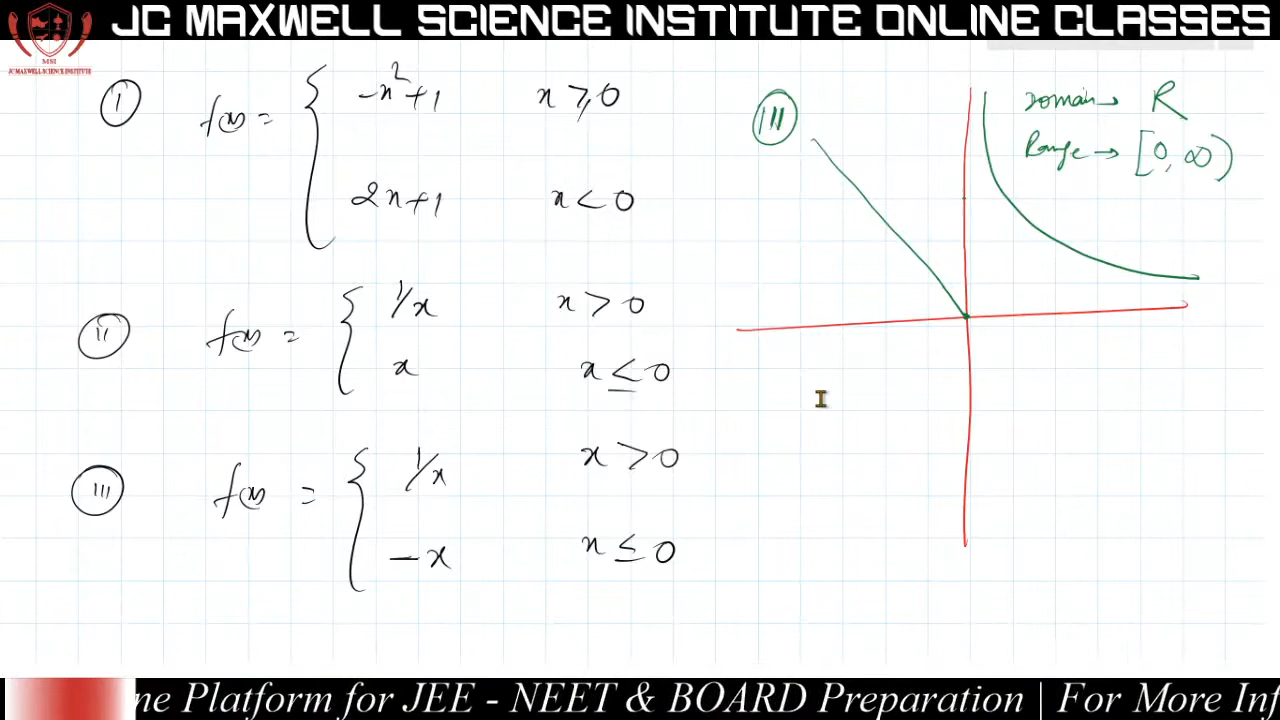 JC MAXWELL SCIENCE INSTITUTE ONLINE CLASSES
MSI
JC MAXWELL SCIENCE INSTITUTE
I f(x) = { -x²+1 x ≥ 0
2x+1 x < 0
II f(x) = { 1/x x > 0
x x ≤ 0
III f(x) = { 1/x x > 0
-x x ≤ 0
III
Domain → R
Range → [0, ∞)
ne Platform for JEE - NEET & BOARD Preparation | For More Inf